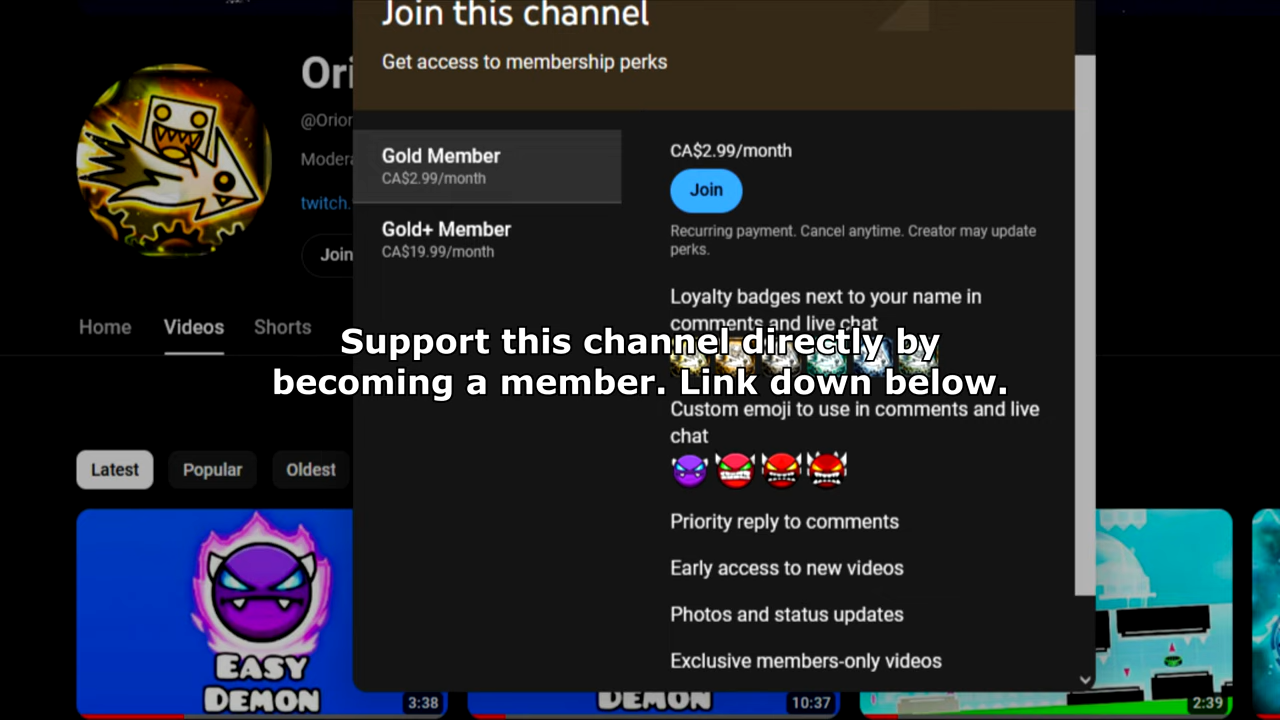 Join this channel
Get access to membership perks
Ori
@Orior
Modera
twitch.
Join
Gold Member
CA$2.99/month
Gold+ Member
CA$19.99/month
CA$2.99/month
Join
Recurring payment. Cancel anytime. Creator may update
perks.
Loyalty badges next to your name in
comments and live chat
Home Videos Shorts
Support this channel directly by
becoming a member. Link down below.
Custom emoji to use in comments and live
chat
Latest Popular Oldest
Priority reply to comments
Early access to new videos
Photos and status updates
Exclusive members-only videos
EASY
DEMON
3:38
DEMON
10:37
2:39